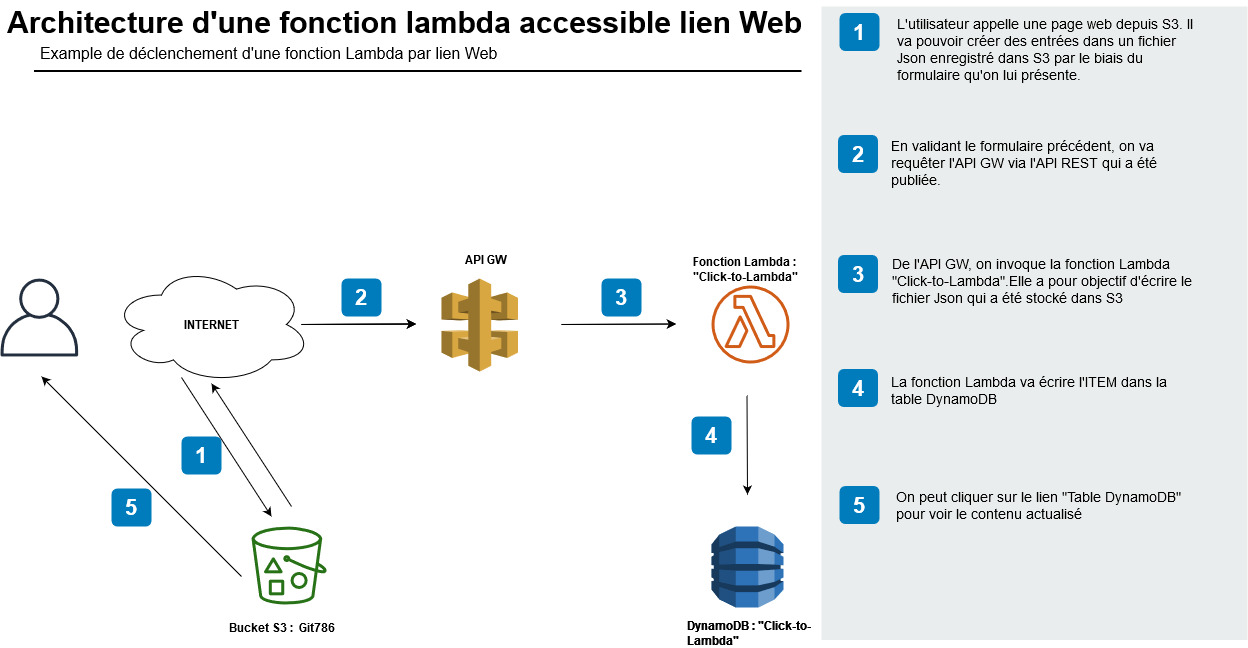 Architecture d'une fonction lambda accessible lien Web
Example de déclenchement d'une fonction Lambda par lien Web
INTERNET
2
API GW
3
Fonction Lambda :
"Click-to-Lambda"
1
5
4
Bucket S3 : Git786
DynamoDB : "Click-to-
Lambda"
1
L'utilisateur appelle une page web depuis S3. Il
va pouvoir créer des entrées dans un fichier
Json enregistré dans S3 par le biais du
formulaire qu'on lui présente.
2
En validant le formulaire précédent, on va
requêter l'API GW via l'API REST qui a été
publiée.
3
De l'API GW, on invoque la fonction Lambda
"Click-to-Lambda".Elle a pour objectif d'écrire le
fichier Json qui a été stocké dans S3
4
La fonction Lambda va écrire l'ITEM dans la
table DynamoDB
5
On peut cliquer sur le lien "Table DynamoDB"
pour voir le contenu actualisé